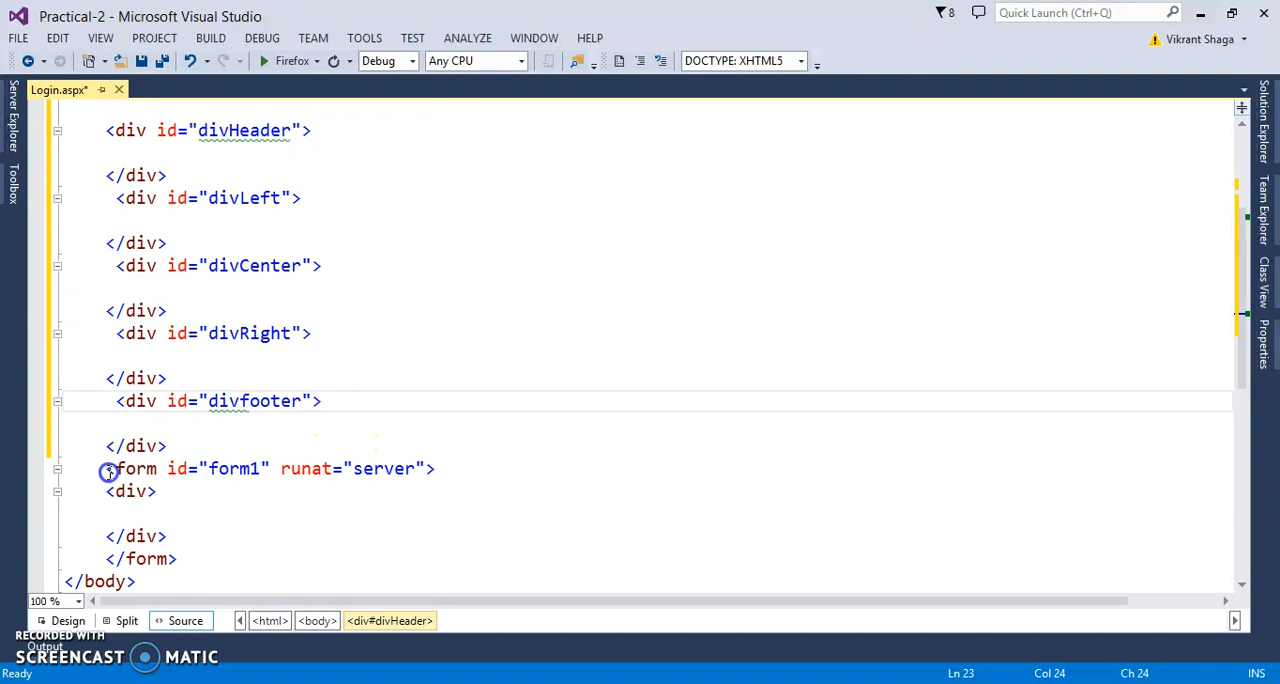 Practical-2 - Microsoft Visual Studio
8
Quick Launch (Ctrl+Q)
FILE EDIT VIEW PROJECT BUILD DEBUG TEAM TOOLS TEST ANALYZE WINDOW HELP
Vikrant Shaga
Firefox Debug Any CPU DOCTYPE: XHTML5
Login.aspx*
Server Explorer
Toolbox
<div id="divHeader">
</div>
<div id="divLeft">
</div>
<div id="divCenter">
</div>
<div id="divRight">
</div>
<div id="divfooter">
</div>
<form id="form1" runat="server">
<div>
</div>
</form>
</body>
Solution Explorer
Team Explorer
Class View
Properties
100 %
Design Split Source <html> <body> <div#divHeader>
RECORDED WITH
Output
SCREENCAST MATIC
Ready Ln 23 Col 24 Ch 24 INS